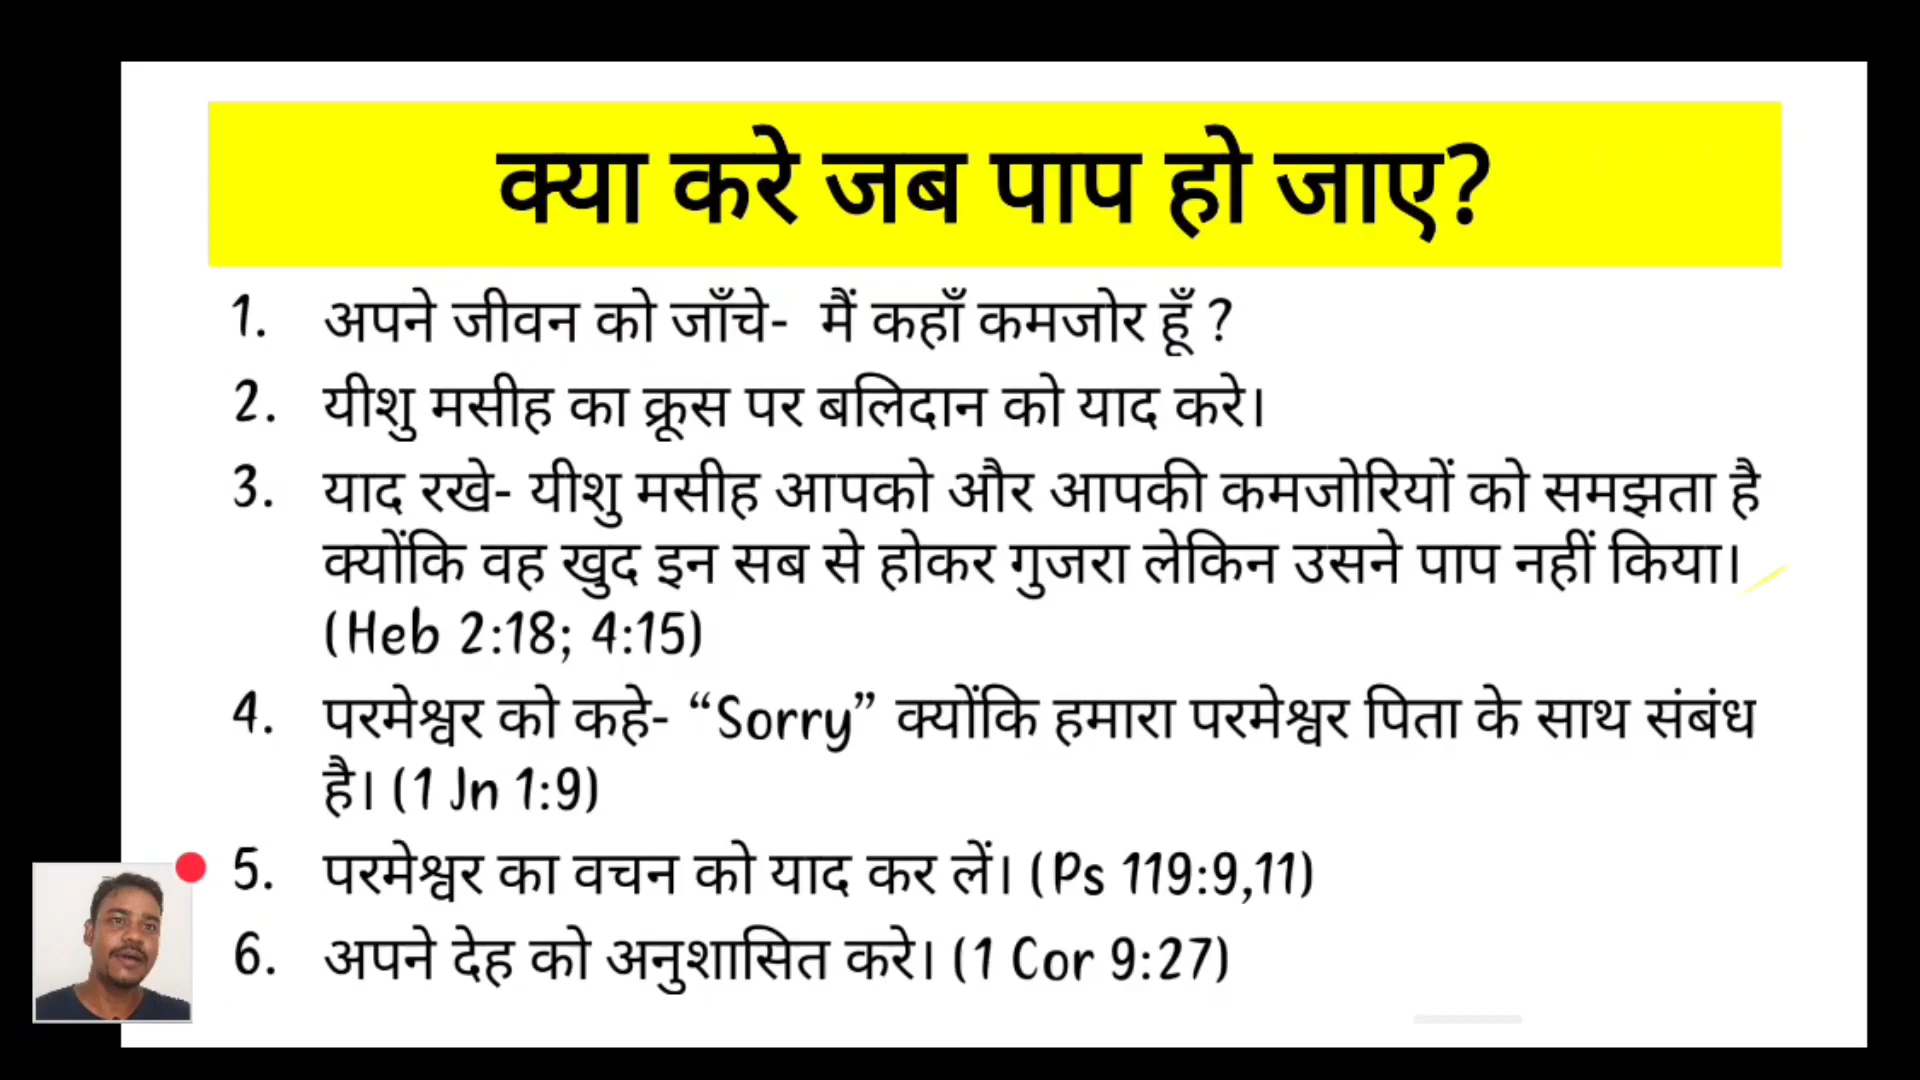 क्या करे जब पाप हो जाए?
1. अपने जीवन को जाँचे- मैं कहाँ कमजोर हूँ ?
2. यीशु मसीह का क्रूस पर बलिदान को याद करे।
3. याद रखे- यीशु मसीह आपको और आपकी कमजोरियों को समझता है
क्योंकि वह खुद इन सब से होकर गुजरा लेकिन उसने पाप नहीं किया।
(Heb 2:18; 4:15)
4. परमेश्वर को कहे- “Sorry” क्योंकि हमारा परमेश्वर पिता के साथ संबंध
है। (1 Jn 1:9)
5. परमेश्वर का वचन को याद कर लें। (Ps 119:9,11)
6. अपने देह को अनुशासित करे। (1 Cor 9:27)